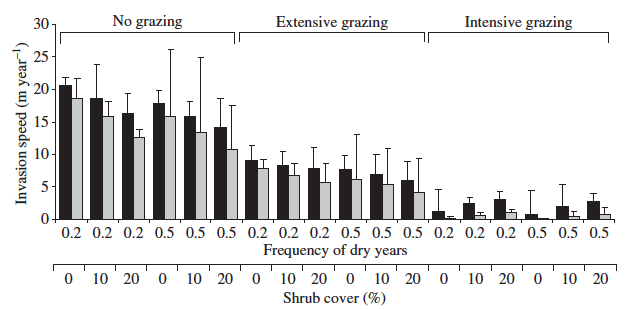 No grazing Extensive grazing Intensive grazing
Invasion speed (m year⁻¹)
30
25
20
15
10
5
0
0.2 0.2 0.2 0.5 0.5 0.5 0.2 0.2 0.2 0.5 0.5 0.5 0.2 0.2 0.2 0.5 0.5 0.5
Frequency of dry years
0 10 20 0 10 20 0 10 20 0 10 20 0 10 20 0 10 20
Shrub cover (%)